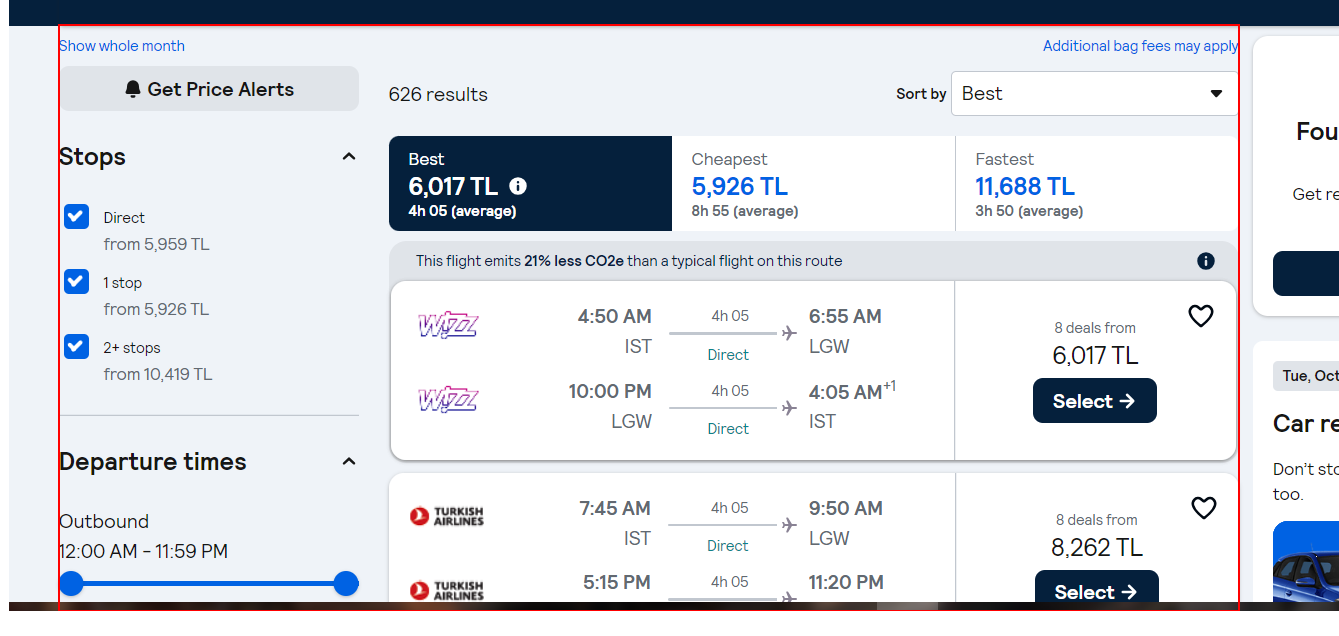 Show whole month
Additional bag fees may apply
Get Price Alerts
626 results
Sort by Best
Stops
Direct
from 5,959 TL
1 stop
from 5,926 TL
2+ stops
from 10,419 TL
Departure times
Outbound
12:00 AM - 11:59 PM
Best
6,017 TL
4h 05 (average)
Cheapest
5,926 TL
8h 55 (average)
Fastest
11,688 TL
3h 50 (average)
This flight emits 21% less CO2e than a typical flight on this route
WIZZ
4:50 AM 4h 05 6:55 AM
IST Direct LGW
WIZZ
10:00 PM 4h 05 4:05 AM+1
LGW Direct IST
8 deals from
6,017 TL
Select →
TURKISH
AIRLINES
7:45 AM 4h 05 9:50 AM
IST Direct LGW
TURKISH
AIRLINES
5:15 PM 4h 05 11:20 PM
8 deals from
8,262 TL
Select →
Fou
Get re
Tue, Oct
Car re
Don't sto
too.